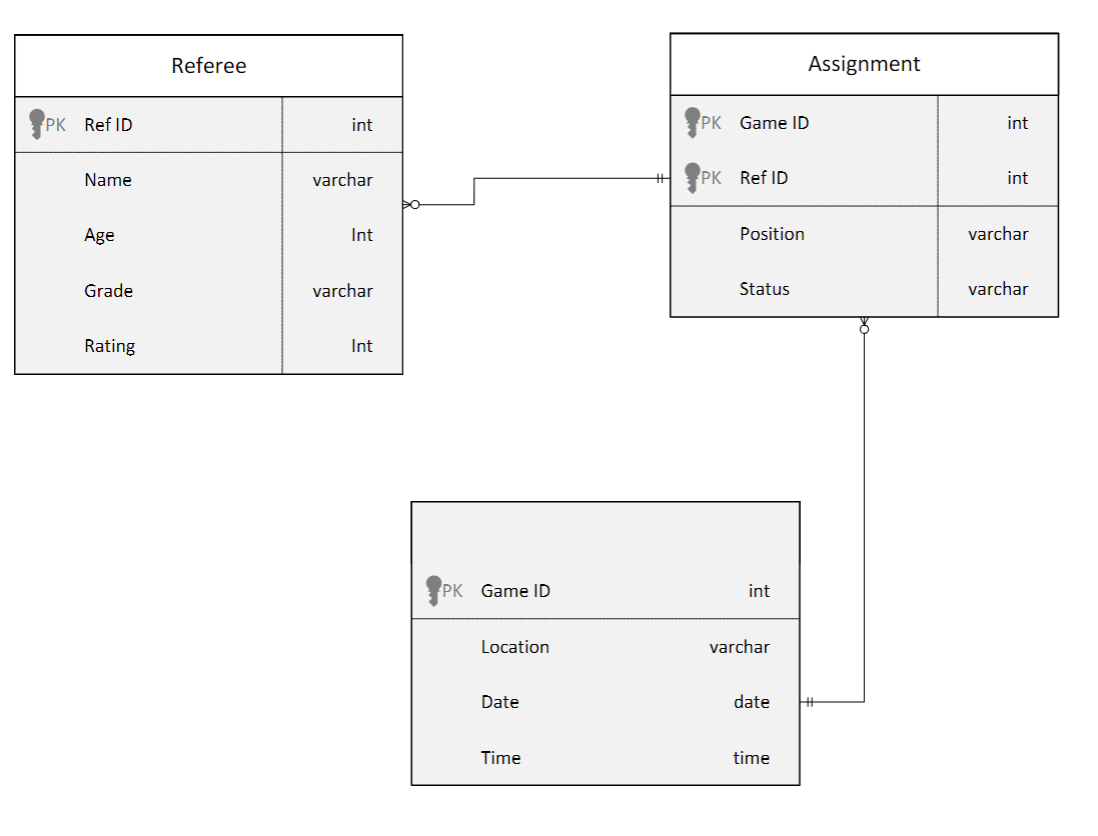 Referee
PK Ref ID int
Name varchar
Age Int
Grade varchar
Rating Int
Assignment
PK Game ID int
PK Ref ID int
Position varchar
Status varchar
PK Game ID int
Location varchar
Date date
Time time